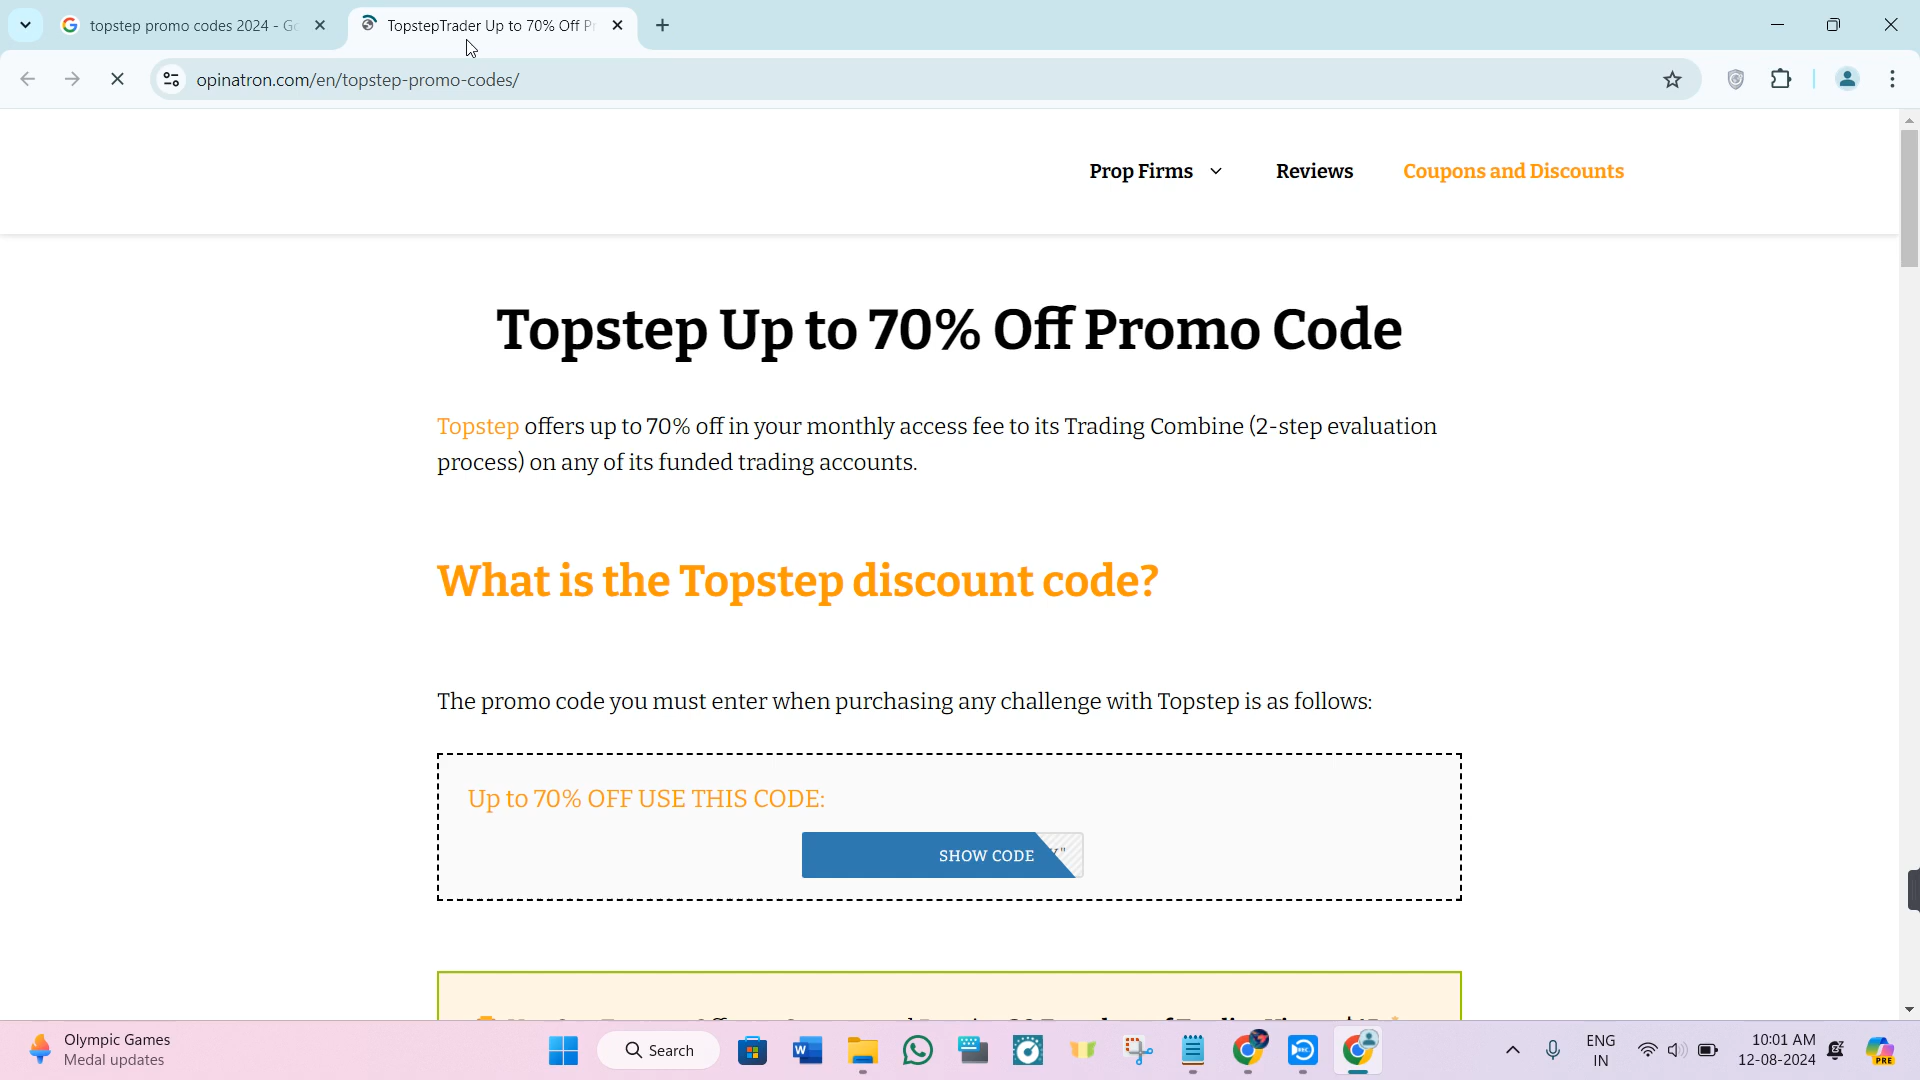 topstep promo codes 2024 - Go
TopstepTrader Up to 70% Off Pr
opinatron.com/en/topstep-promo-codes/
Prop Firms
Reviews
Coupons and Discounts
Topstep Up to 70% Off Promo Code
Topstep offers up to 70% off in your monthly access fee to its Trading Combine (2-step evaluation
process) on any of its funded trading accounts.
What is the Topstep discount code?
The promo code you must enter when purchasing any challenge with Topstep is as follows:
Up to 70% OFF USE THIS CODE:
SHOW CODE
Olympic Games
Medal updates
Search
ENG
IN
10:01 AM
12-08-2024
PRE